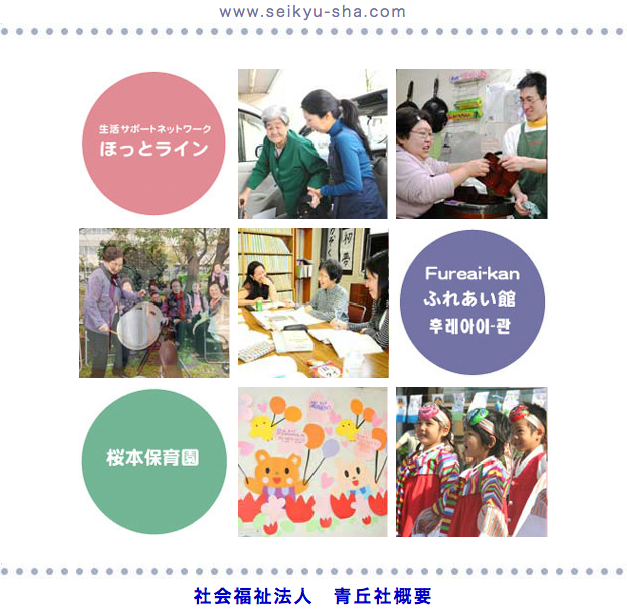 www.seikyu-sha.com
生活サポートネットワーク
ほっとライン
初夢
Fureai-kan
ふれあい館
후레아이-관
桜本保育園
社会福祉法人　青丘社概要